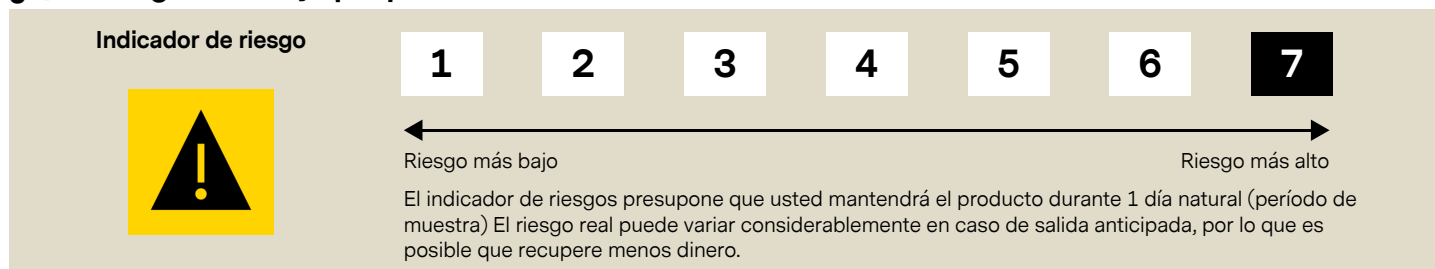 Indicador de riesgo
1 2 3 4 5 6 7
Riesgo más bajo
Riesgo más alto
El indicador de riesgos presupone que usted mantendrá el producto durante 1 día natural (período de
muestra) El riesgo real puede variar considerablemente en caso de salida anticipada, por lo que es
posible que recupere menos dinero.